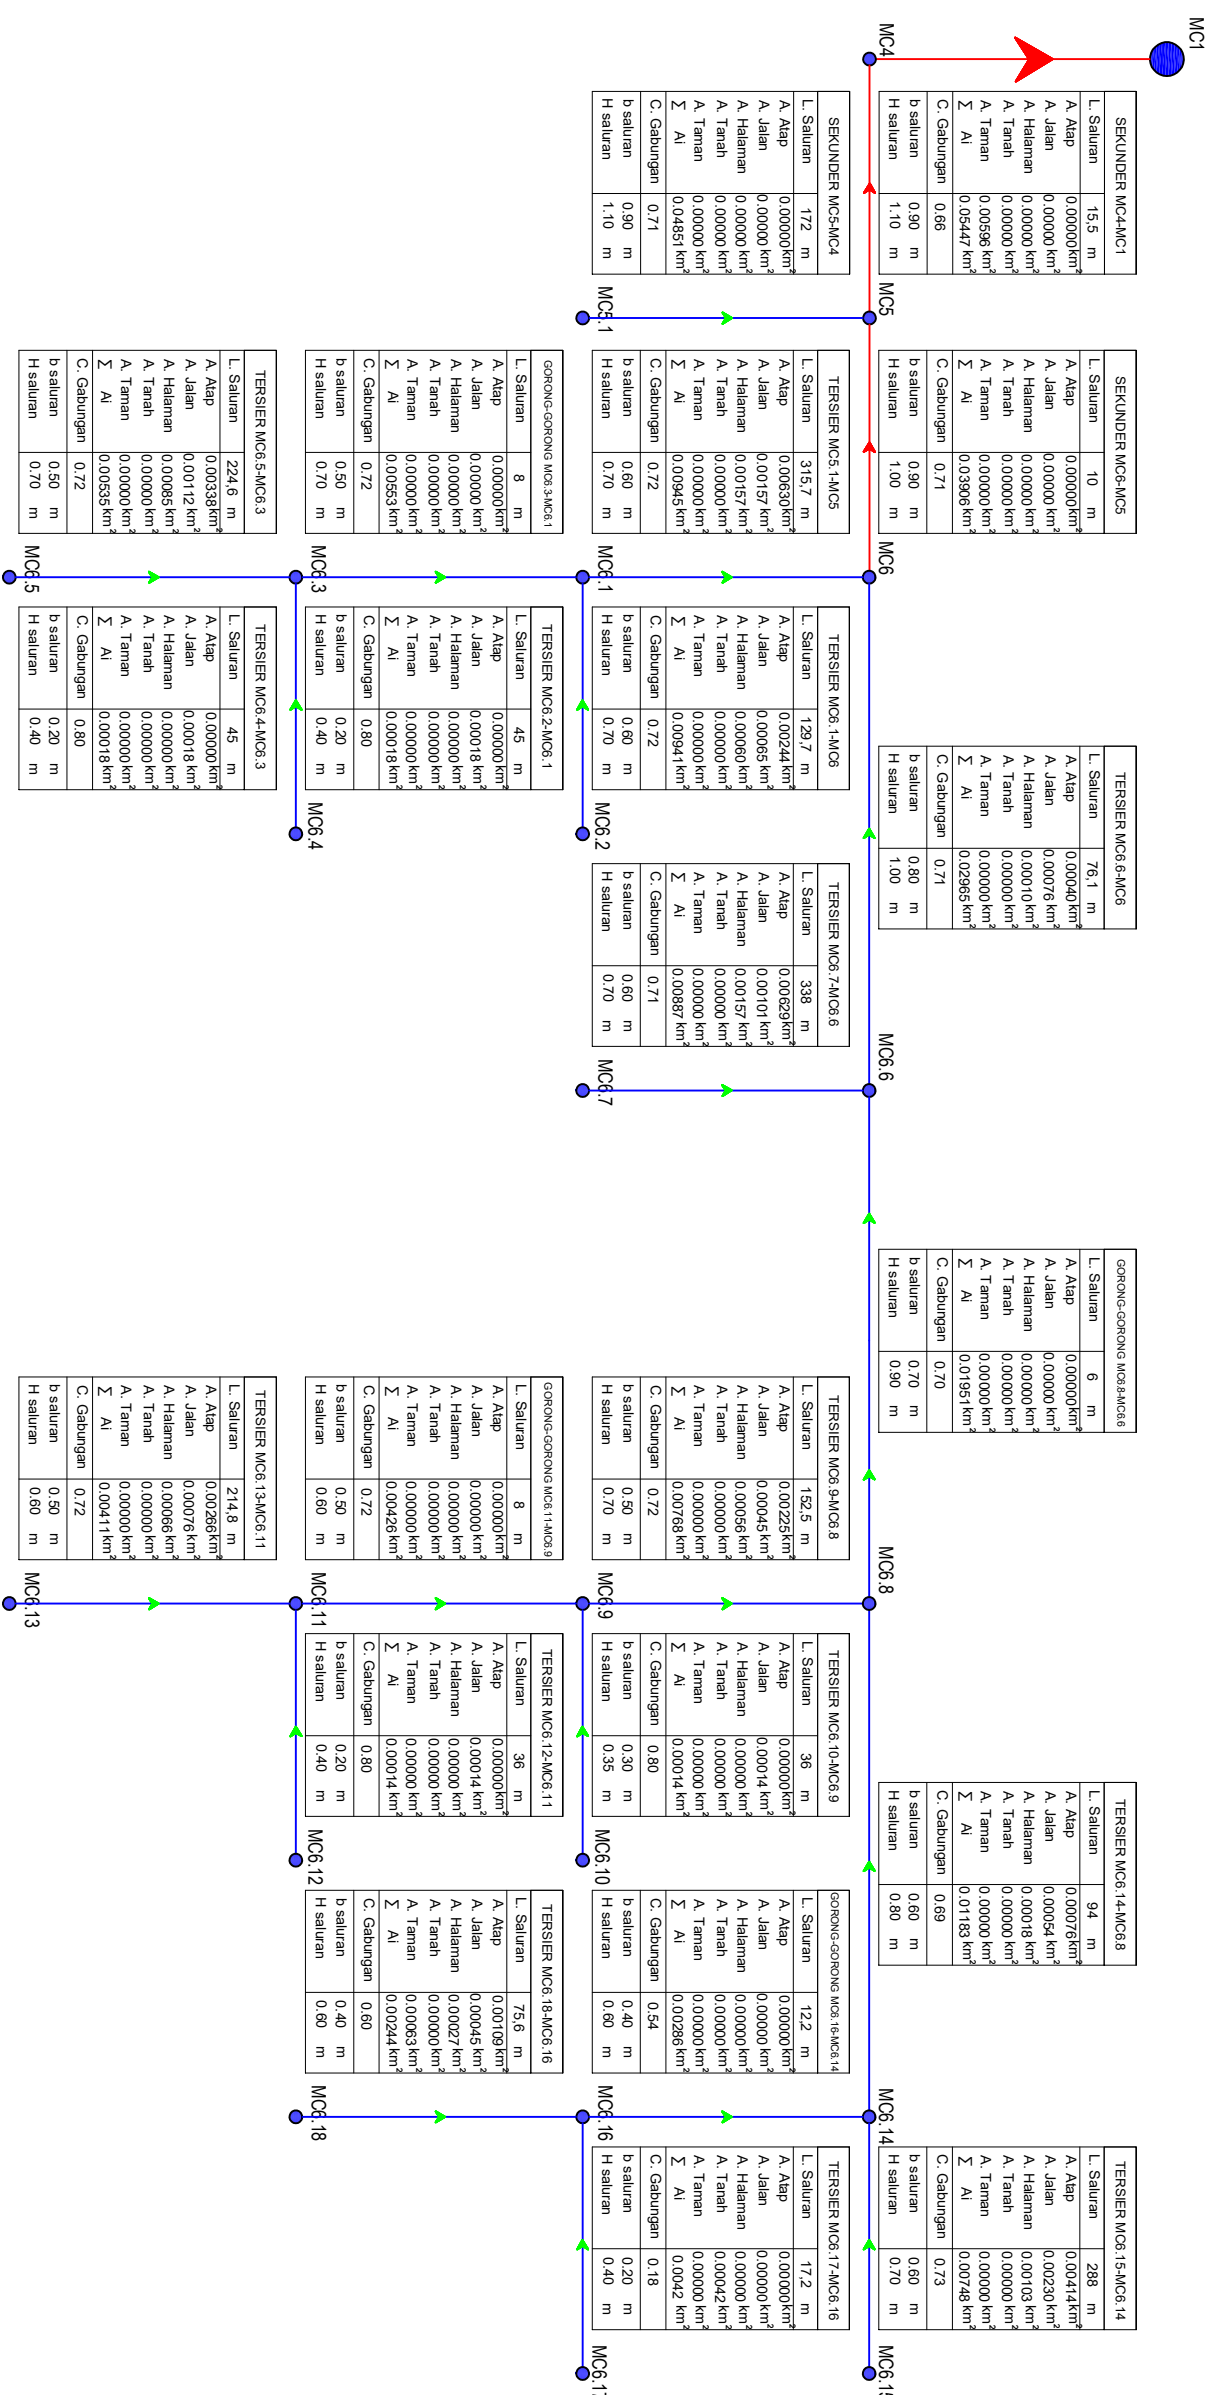 MC1
SEKUNDER MC4-MC1
L. Saluran 15,5 m
A. Atap 0.00000 km²
A. Jalan 0.00000 km²
A. Halaman 0.00000 km²
A. Tanah 0.00000 km²
A. Taman 0.00596 km²
Σ Ai 0.05447 km²
C. Gabungan 0.66
b saluran 0.90 m
H saluran 1.10 m
SEKUNDER MC6-MC5
L. Saluran 10 m
A. Atap 0.00000 km²
A. Jalan 0.00000 km²
A. Halaman 0.00000 km²
A. Tanah 0.00000 km²
A. Taman 0.00000 km²
Σ Ai 0.03906 km²
C. Gabungan 0.71
b saluran 0.90 m
H saluran 1.00 m
TERSIER MC6.6-MC6
L. Saluran 76,1 m
A. Atap 0.00040 km²
A. Jalan 0.00076 km²
A. Halaman 0.00010 km²
A. Tanah 0.00000 km²
A. Taman 0.00000 km²
Σ Ai 0.02965 km²
C. Gabungan 0.71
b saluran 0.80 m
H saluran 1.00 m
GORONG-GORONG MC6.8-MC6.6
L. Saluran 6 m
A. Atap 0.00000 km²
A. Jalan 0.00000 km²
A. Halaman 0.00000 km²
A. Tanah 0.00000 km²
A. Taman 0.00000 km²
Σ Ai 0.01951 km²
C. Gabungan 0.70
b saluran 0.70 m
H saluran 0.90 m
TERSIER MC6.14-MC6.8
L. Saluran 94 m
A. Atap 0.00076 km²
A. Jalan 0.00054 km²
A. Halaman 0.00018 km²
A. Tanah 0.00000 km²
A. Taman 0.00000 km²
Σ Ai 0.01183 km²
C. Gabungan 0.69
b saluran 0.60 m
H saluran 0.80 m
TERSIER MC6.15-MC6.14
L. Saluran 288 m
A. Atap 0.00414 km²
A. Jalan 0.00230 km²
A. Halaman 0.00103 km²
A. Tanah 0.00000 km²
A. Taman 0.00000 km²
Σ Ai 0.00748 km²
C. Gabungan 0.73
b saluran 0.60 m
H saluran 0.70 m
MC4
MC5
MC6
MC6.6
MC6.8
MC6.14
MC6.15
SEKUNDER MC5-MC4
L. Saluran 172 m
A. Atap 0.00000 km²
A. Jalan 0.00000 km²
A. Halaman 0.00000 km²
A. Tanah 0.00000 km²
A. Taman 0.00000 km²
Σ Ai 0.04851 km²
C. Gabungan 0.71
b saluran 0.90 m
H saluran 1.10 m
TERSIER MC5.1-MC5
L. Saluran 315,7 m
A. Atap 0.00630 km²
A. Jalan 0.00157 km²
A. Halaman 0.00157 km²
A. Tanah 0.00000 km²
A. Taman 0.00000 km²
Σ Ai 0.00945 km²
C. Gabungan 0.72
b saluran 0.60 m
H saluran 0.70 m
TERSIER MC6.1-MC6
L. Saluran 129,7 m
A. Atap 0.00244 km²
A. Jalan 0.00065 km²
A. Halaman 0.00060 km²
A. Tanah 0.00000 km²
A. Taman 0.00000 km²
Σ Ai 0.00941 km²
C. Gabungan 0.72
b saluran 0.60 m
H saluran 0.70 m
TERSIER MC6.7-MC6.6
L. Saluran 338 m
A. Atap 0.00629 km²
A. Jalan 0.00101 km²
A. Halaman 0.00157 km²
A. Tanah 0.00000 km²
A. Taman 0.00000 km²
Σ Ai 0.00887 km²
C. Gabungan 0.71
b saluran 0.60 m
H saluran 0.70 m
TERSIER MC6.9-MC6.8
L. Saluran 152,5 m
A. Atap 0.00225 km²
A. Jalan 0.00045 km²
A. Halaman 0.00056 km²
A. Tanah 0.00000 km²
A. Taman 0.00000 km²
Σ Ai 0.00768 km²
C. Gabungan 0.72
b saluran 0.50 m
H saluran 0.70 m
TERSIER MC6.10-MC6.9
L. Saluran 36 m
A. Atap 0.00000 km²
A. Jalan 0.00014 km²
A. Halaman 0.00000 km²
A. Tanah 0.00000 km²
A. Taman 0.00000 km²
Σ Ai 0.00014 km²
C. Gabungan 0.80
b saluran 0.30 m
H saluran 0.35 m
GORONG-GORONG MC6.16-MC6.14
L. Saluran 12,2 m
A. Atap 0.00000 km²
A. Jalan 0.00000 km²
A. Halaman 0.00000 km²
A. Tanah 0.00000 km²
A. Taman 0.00000 km²
Σ Ai 0.00286 km²
C. Gabungan 0.54
b saluran 0.40 m
H saluran 0.60 m
TERSIER MC6.17-MC6.16
L. Saluran 17,2 m
A. Atap 0.00000 km²
A. Jalan 0.00000 km²
A. Halaman 0.00000 km²
A. Tanah 0.00042 km²
A. Taman 0.00000 km²
Σ Ai 0.0042 km²
C. Gabungan 0.18
b saluran 0.20 m
H saluran 0.40 m
MC5.1
MC6.1
MC6.2
MC6.7
MC6.9
MC6.10
MC6.16
MC6.17
GORONG-GORONG MC6.3-MC6.1
L. Saluran 8 m
A. Atap 0.00000 km²
A. Jalan 0.00000 km²
A. Halaman 0.00000 km²
A. Tanah 0.00000 km²
A. Taman 0.00000 km²
Σ Ai 0.00553 km²
C. Gabungan 0.72
b saluran 0.50 m
H saluran 0.70 m
TERSIER MC6.2-MC6.1
L. Saluran 45 m
A. Atap 0.00000 km²
A. Jalan 0.00018 km²
A. Halaman 0.00000 km²
A. Tanah 0.00000 km²
A. Taman 0.00000 km²
Σ Ai 0.00018 km²
C. Gabungan 0.80
b saluran 0.20 m
H saluran 0.40 m
GORONG-GORONG MC6.11-MC6.9
L. Saluran 8 m
A. Atap 0.00000 km²
A. Jalan 0.00000 km²
A. Halaman 0.00000 km²
A. Tanah 0.00000 km²
A. Taman 0.00000 km²
Σ Ai 0.00426 km²
C. Gabungan 0.72
b saluran 0.50 m
H saluran 0.60 m
TERSIER MC6.12-MC6.11
L. Saluran 36 m
A. Atap 0.00000 km²
A. Jalan 0.00014 km²
A. Halaman 0.00000 km²
A. Tanah 0.00000 km²
A. Taman 0.00000 km²
Σ Ai 0.00014 km²
C. Gabungan 0.80
b saluran 0.20 m
H saluran 0.40 m
TERSIER MC6.18-MC6.16
L. Saluran 75,6 m
A. Atap 0.00109 km²
A. Jalan 0.00045 km²
A. Halaman 0.00027 km²
A. Tanah 0.00000 km²
A. Taman 0.00063 km²
Σ Ai 0.00244 km²
C. Gabungan 0.60
b saluran 0.40 m
H saluran 0.60 m
MC6.3
MC6.4
MC6.11
MC6.12
MC6.18
TERSIER MC6.5-MC6.3
L. Saluran 224,6 m
A. Atap 0.00338 km²
A. Jalan 0.00112 km²
A. Halaman 0.00085 km²
A. Tanah 0.00000 km²
A. Taman 0.00000 km²
Σ Ai 0.00535 km²
C. Gabungan 0.72
b saluran 0.50 m
H saluran 0.70 m
TERSIER MC6.4-MC6.3
L. Saluran 45 m
A. Atap 0.00000 km²
A. Jalan 0.00018 km²
A. Halaman 0.00000 km²
A. Tanah 0.00000 km²
A. Taman 0.00000 km²
Σ Ai 0.00018 km²
C. Gabungan 0.80
b saluran 0.20 m
H saluran 0.40 m
TERSIER MC6.13-MC6.11
L. Saluran 214,8 m
A. Atap 0.00266 km²
A. Jalan 0.00076 km²
A. Halaman 0.00066 km²
A. Tanah 0.00000 km²
A. Taman 0.00000 km²
Σ Ai 0.00411 km²
C. Gabungan 0.72
b saluran 0.50 m
H saluran 0.60 m
MC6.5
MC6.13